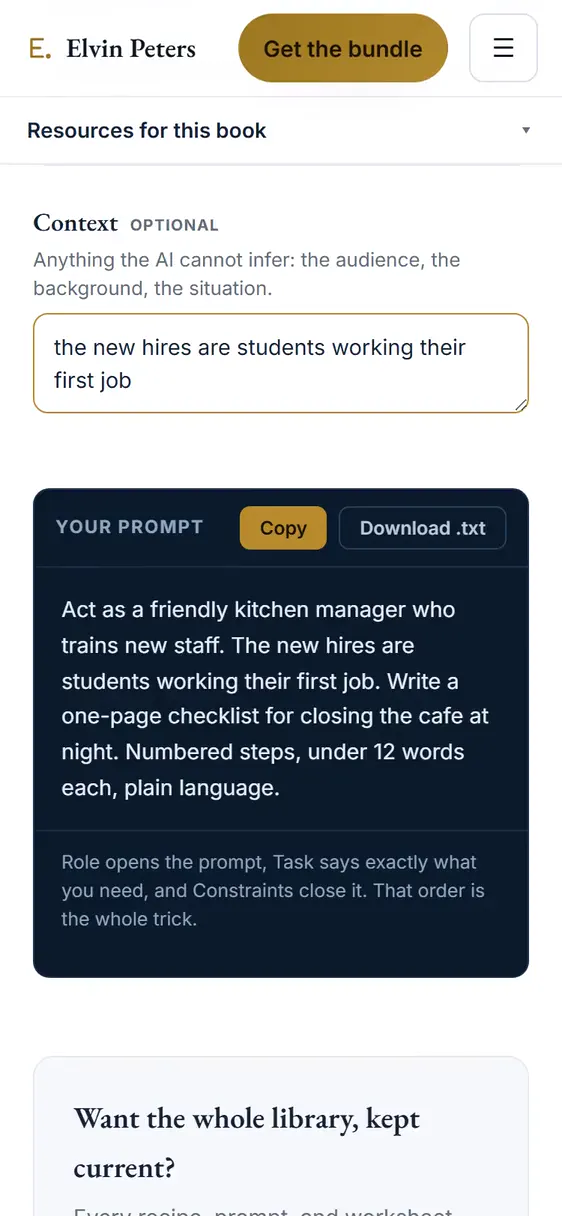 E. Elvin Peters
Get the bundle
☰
Resources for this book
▼
Context OPTIONAL
Anything the AI cannot infer: the audience, the
background, the situation.
the new hires are students working their
first job
YOUR PROMPT
Copy
Download .txt
Act as a friendly kitchen manager who
trains new staff. The new hires are
students working their first job. Write a
one-page checklist for closing the cafe at
night. Numbered steps, under 12 words
each, plain language.
Role opens the prompt, Task says exactly what
you need, and Constraints close it. That order is
the whole trick.
Want the whole library, kept
current?
Every recipe, prompt, and worksheet